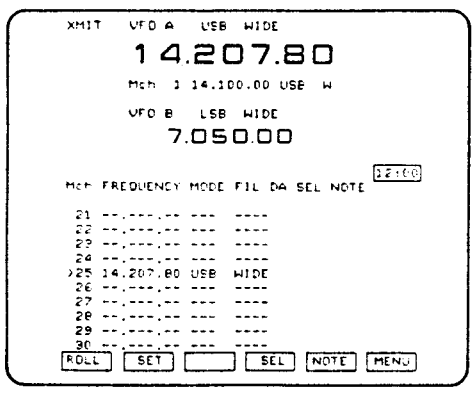 XMIT VFO A USB WIDE
14.207.80
Mch 1 14.100.00 USB W
VFO B LSB WIDE
7.050.00
12:00
Mch FREQUENCY MODE FIL DA SEL NOTE
21 --.---.-- --- ----
22 --.---.-- --- ----
23 --.---.-- --- ----
24 --.---.-- --- ----
>25 14.207.80 USB WIDE
26 --.---.-- --- ----
27 --.---.-- --- ----
28 --.---.-- --- ----
29 --.---.-- --- ----
30 --.---.-- --- ----
ROLL SET SEL NOTE MENU